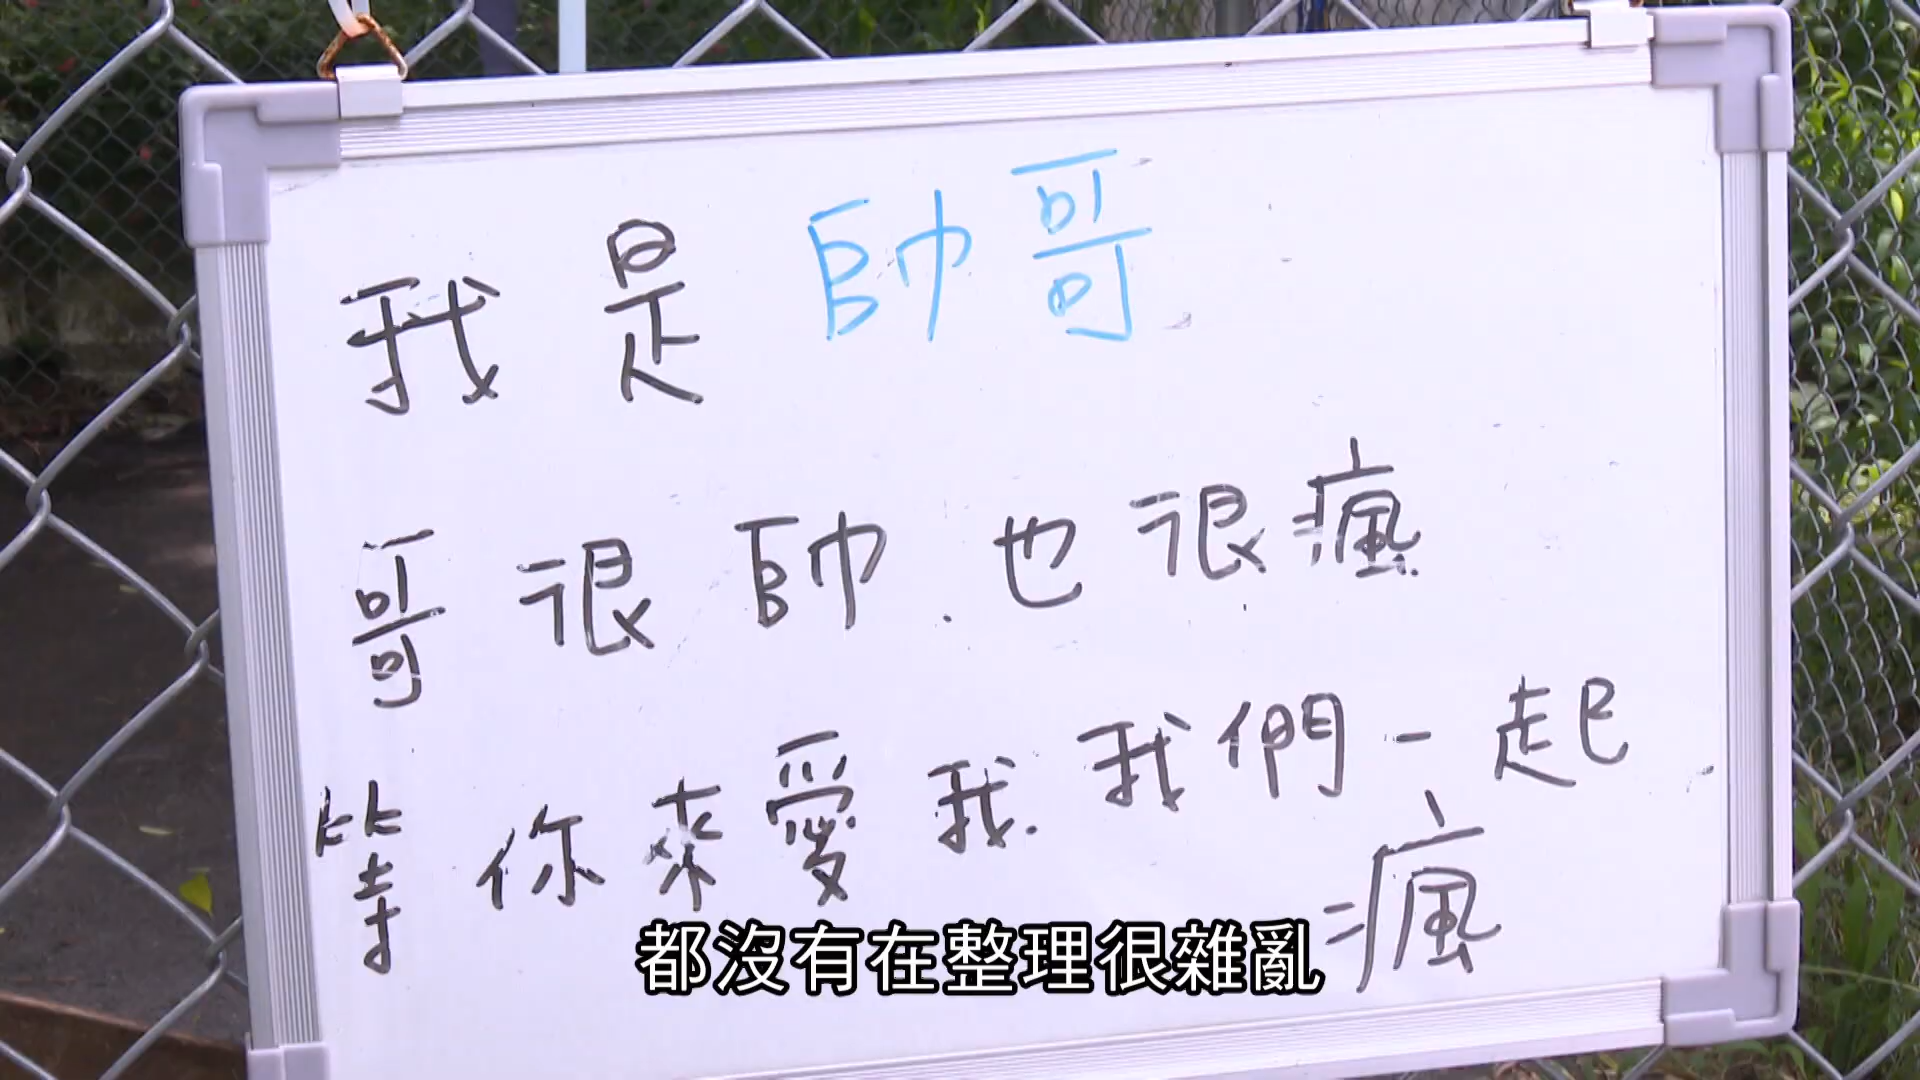 我是帥哥
哥很帥.也很瘋
等你來愛我.我們一起
瘋
都沒有在整理很雜亂